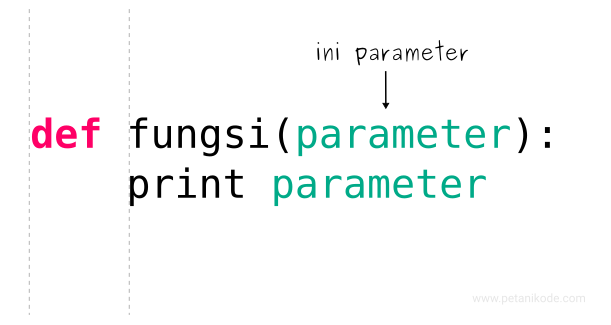 ini parameter
def fungsi(parameter):
    print parameter
www.petanikode.com